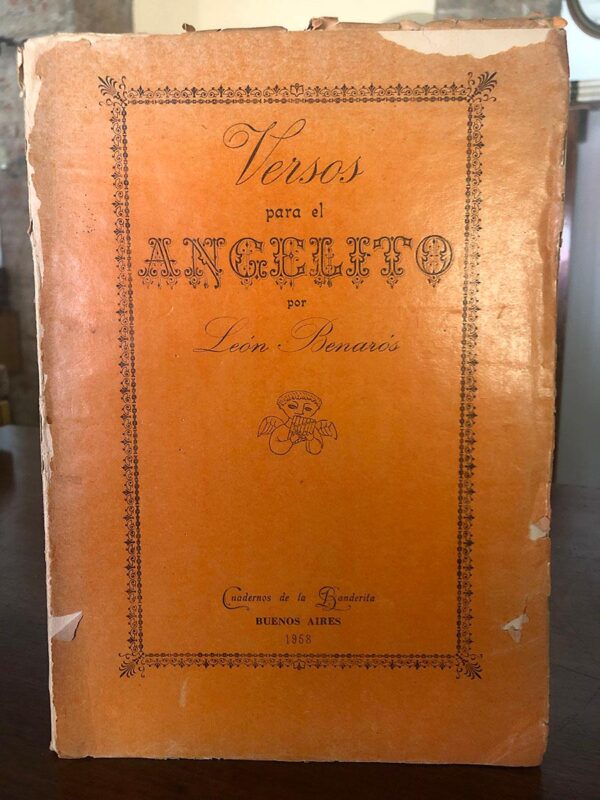 Versos
para el
ANGELITO
por
León Benarós
Cuadernos de la Banderita
BUENOS AIRES
1958